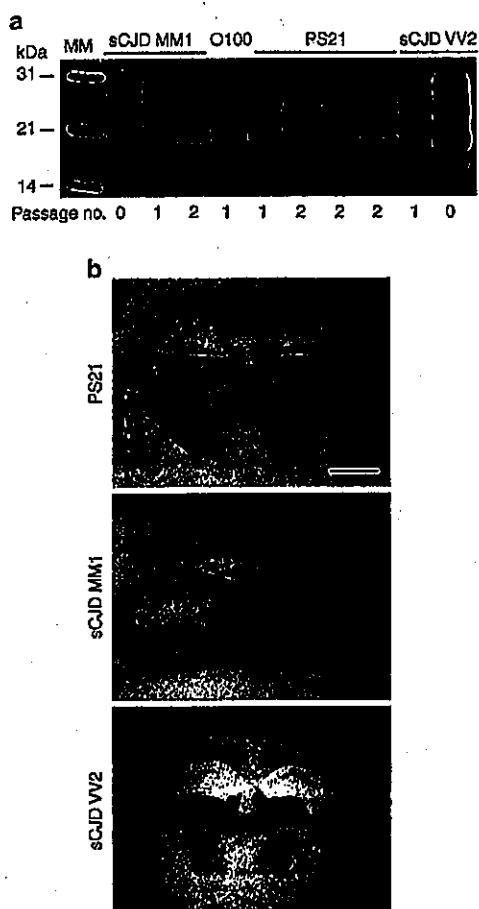 a
kDa MM sCJD MM1 O100 PS21 sCJD VV2
31
21
14
Passage no. 0 1 2 1 1 2 2 2 1 0
b
PS21
sCJD MM1
sCJD VV2